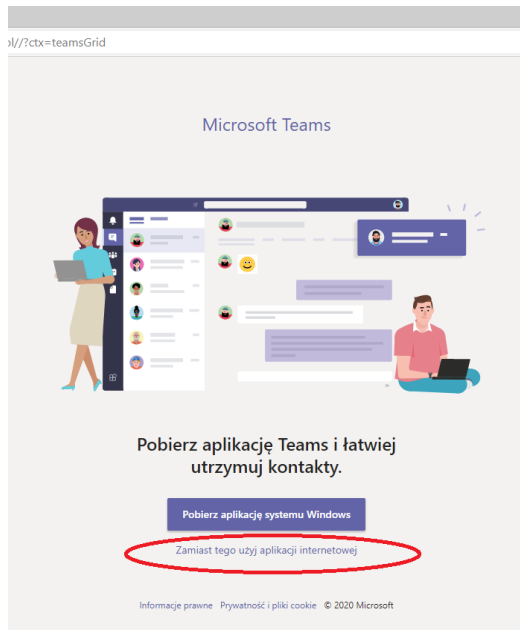 ol//?ctx=teamsGrid
Microsoft Teams
Pobierz aplikację Teams i łatwiej
utrzymuj kontakty.
Pobierz aplikację systemu Windows
Zamiast tego użyj aplikacji internetowej
Informacje prawne Prywatność i pliki cookie © 2020 Microsoft